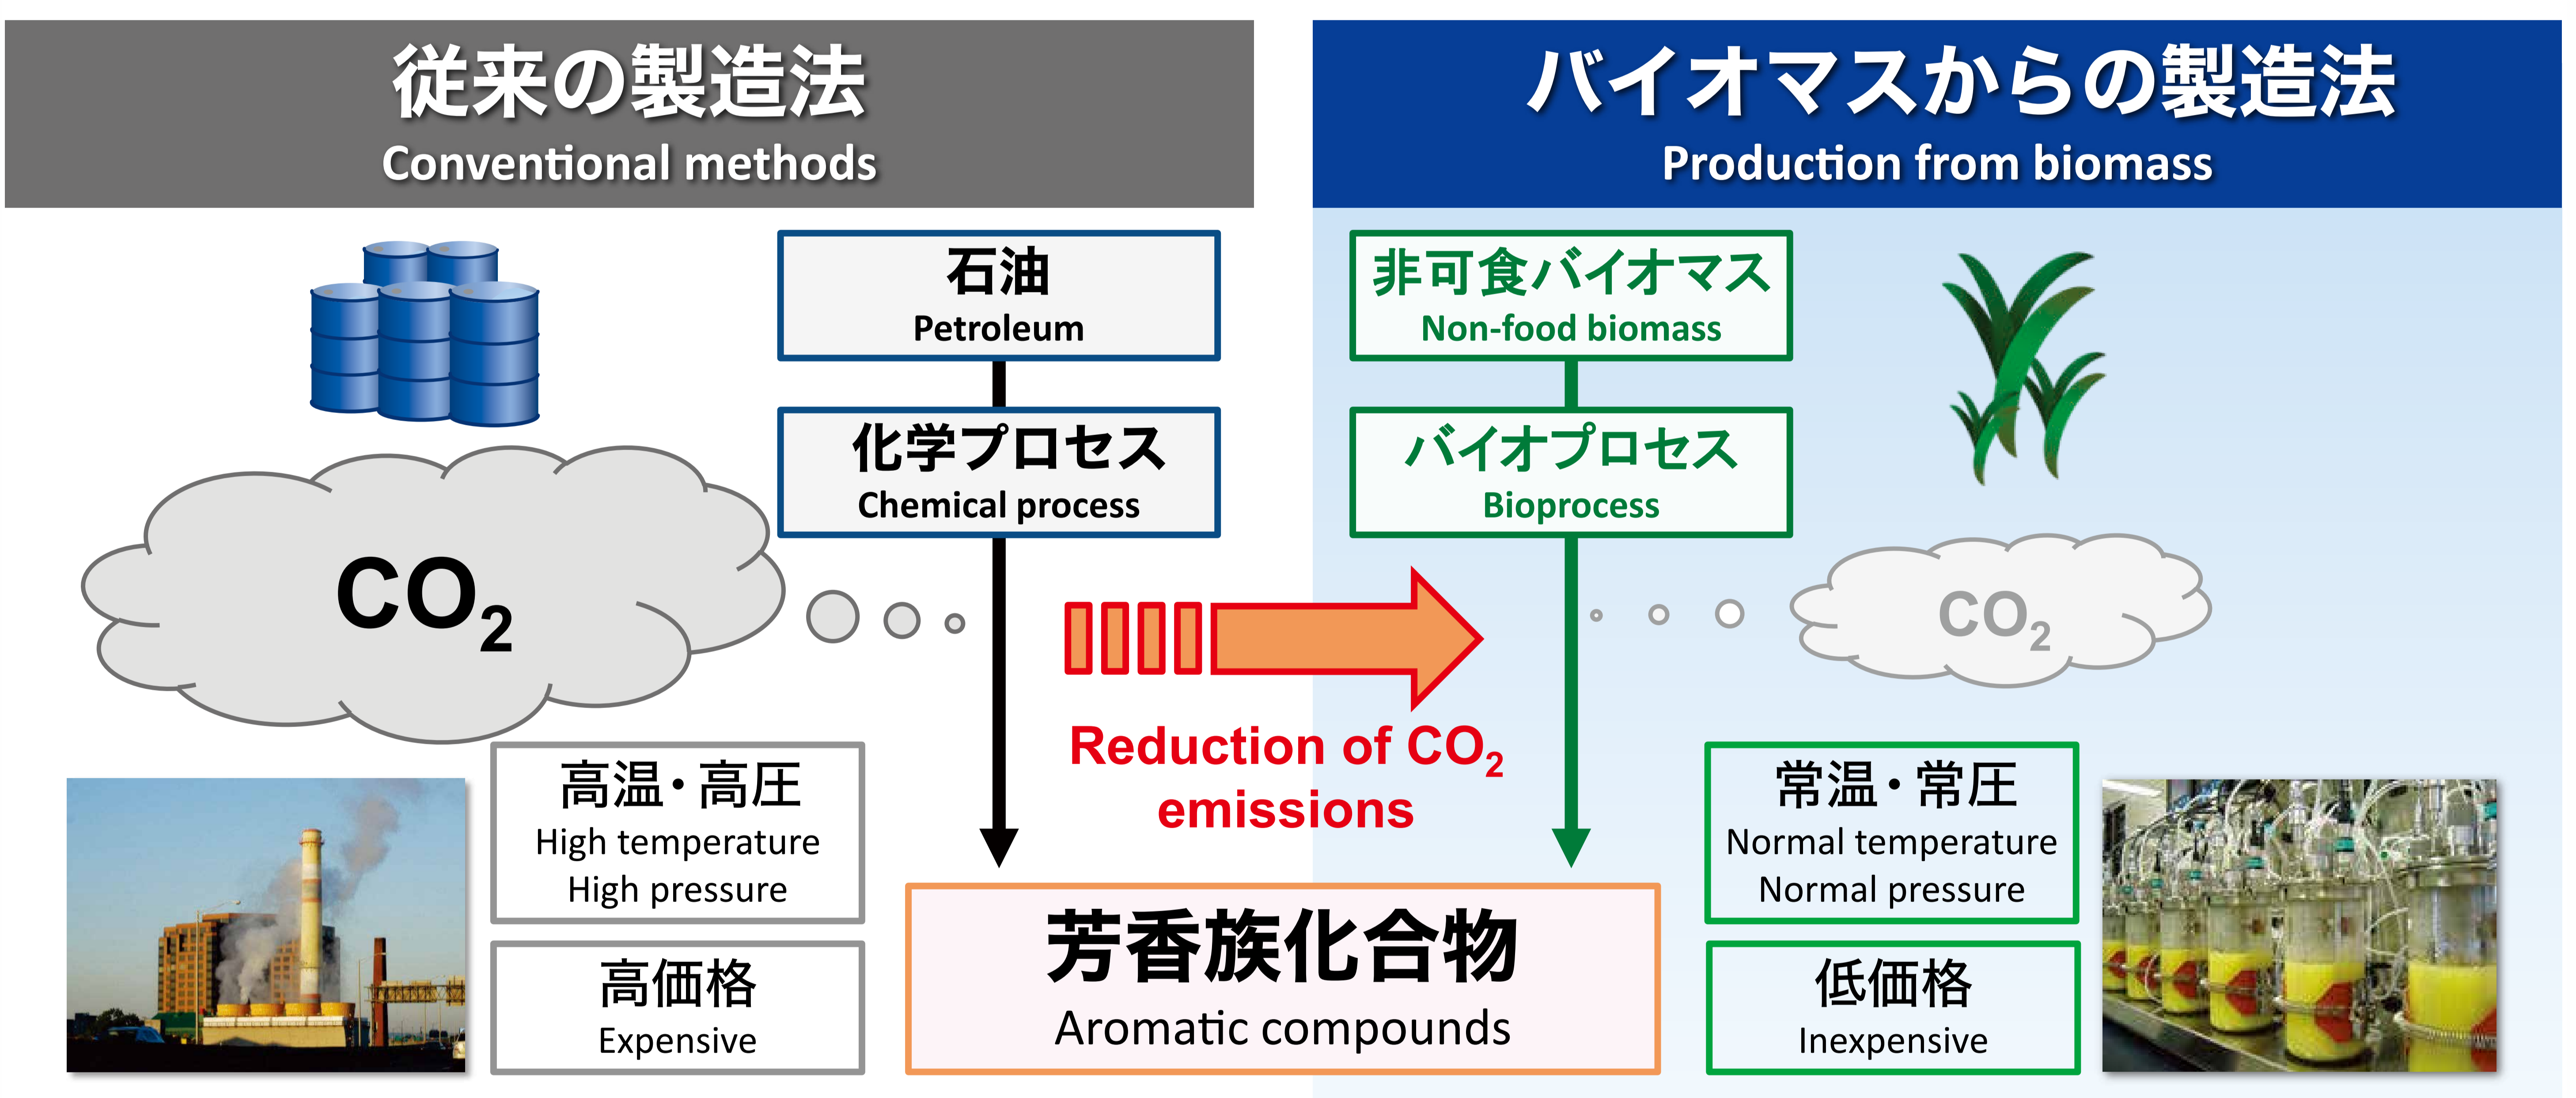 従来の製造法
Conventional methods
バイオマスからの製造法
Production from biomass
石油
Petroleum
化学プロセス
Chemical process
非可食バイオマス
Non-food biomass
バイオプロセス
Bioprocess
CO₂
CO₂
Reduction of CO₂
emissions
高温・高圧
High temperature
High pressure
高価格
Expensive
芳香族化合物
Aromatic compounds
常温・常圧
Normal temperature
Normal pressure
低価格
Inexpensive